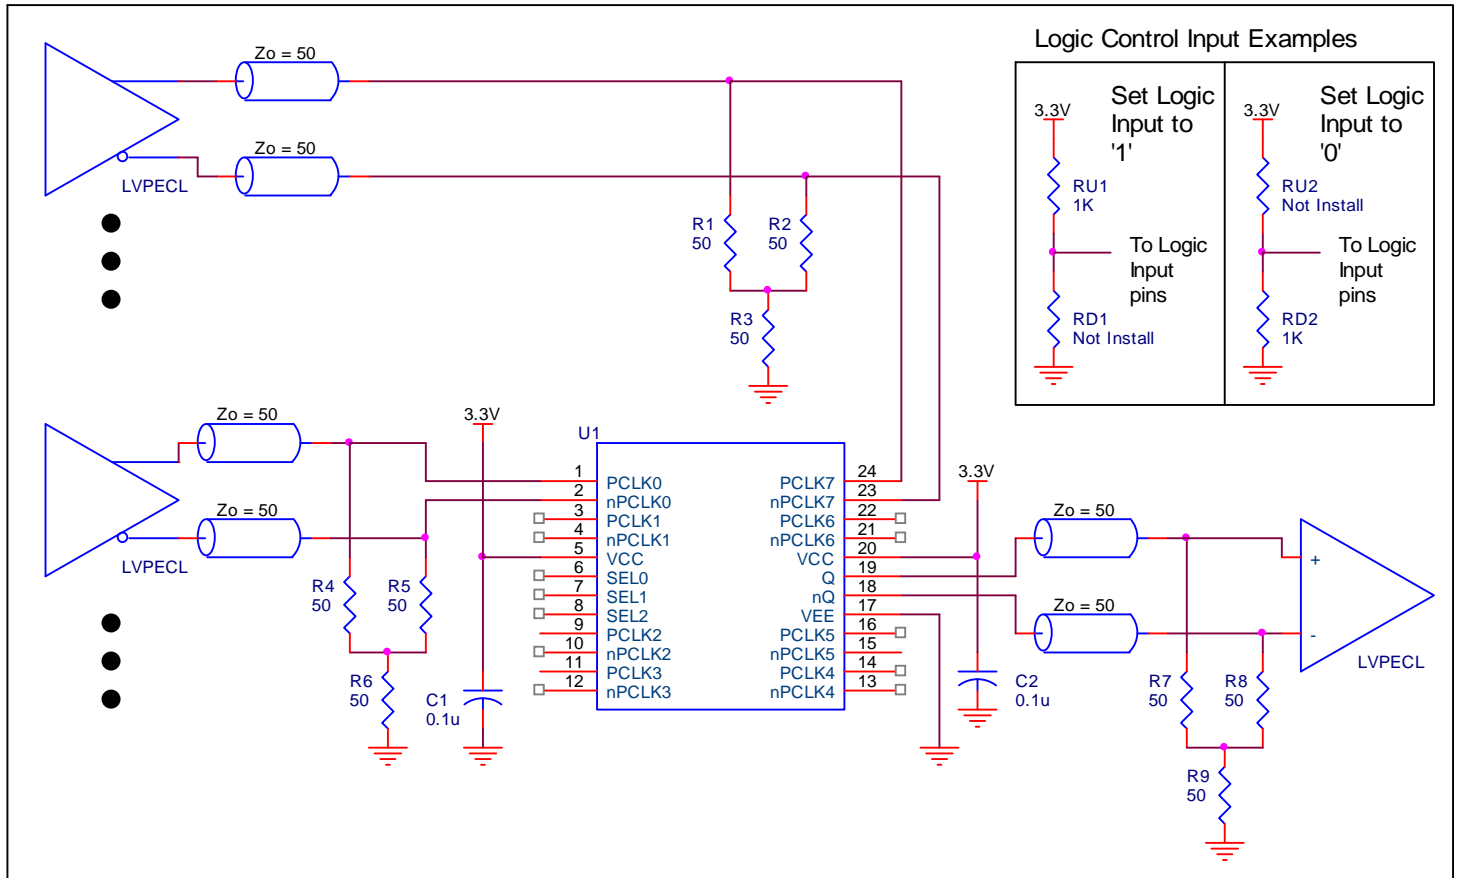 Logic Control Input Examples
Zo = 50
Zo = 50
LVPECL
3.3V
Set Logic
Input to
'1'
RU1
1K
To Logic
Input
pins
RD1
Not Install
3.3V
Set Logic
Input to
'0'
RU2
Not Install
To Logic
Input
pins
RD2
1K
R1
50
R2
50
R3
50
Zo = 50
Zo = 50
LVPECL
R4
50
R5
50
R6
50
3.3V
C1
0.1u
U1
1 PCLK0
2 nPCLK0
3 PCLK1
4 nPCLK1
5 VCC
6 SEL0
7 SEL1
8 SEL2
9 PCLK2
10 nPCLK2
11 PCLK3
12 nPCLK3
PCLK7 24
nPCLK7 23
PCLK6 22
nPCLK6 21
VCC 20
Q 19
nQ 18
VEE 17
PCLK5 16
nPCLK5 15
PCLK4 14
nPCLK4 13
3.3V
C2
0.1u
Zo = 50
Zo = 50
+
-
LVPECL
R7
50
R8
50
R9
50